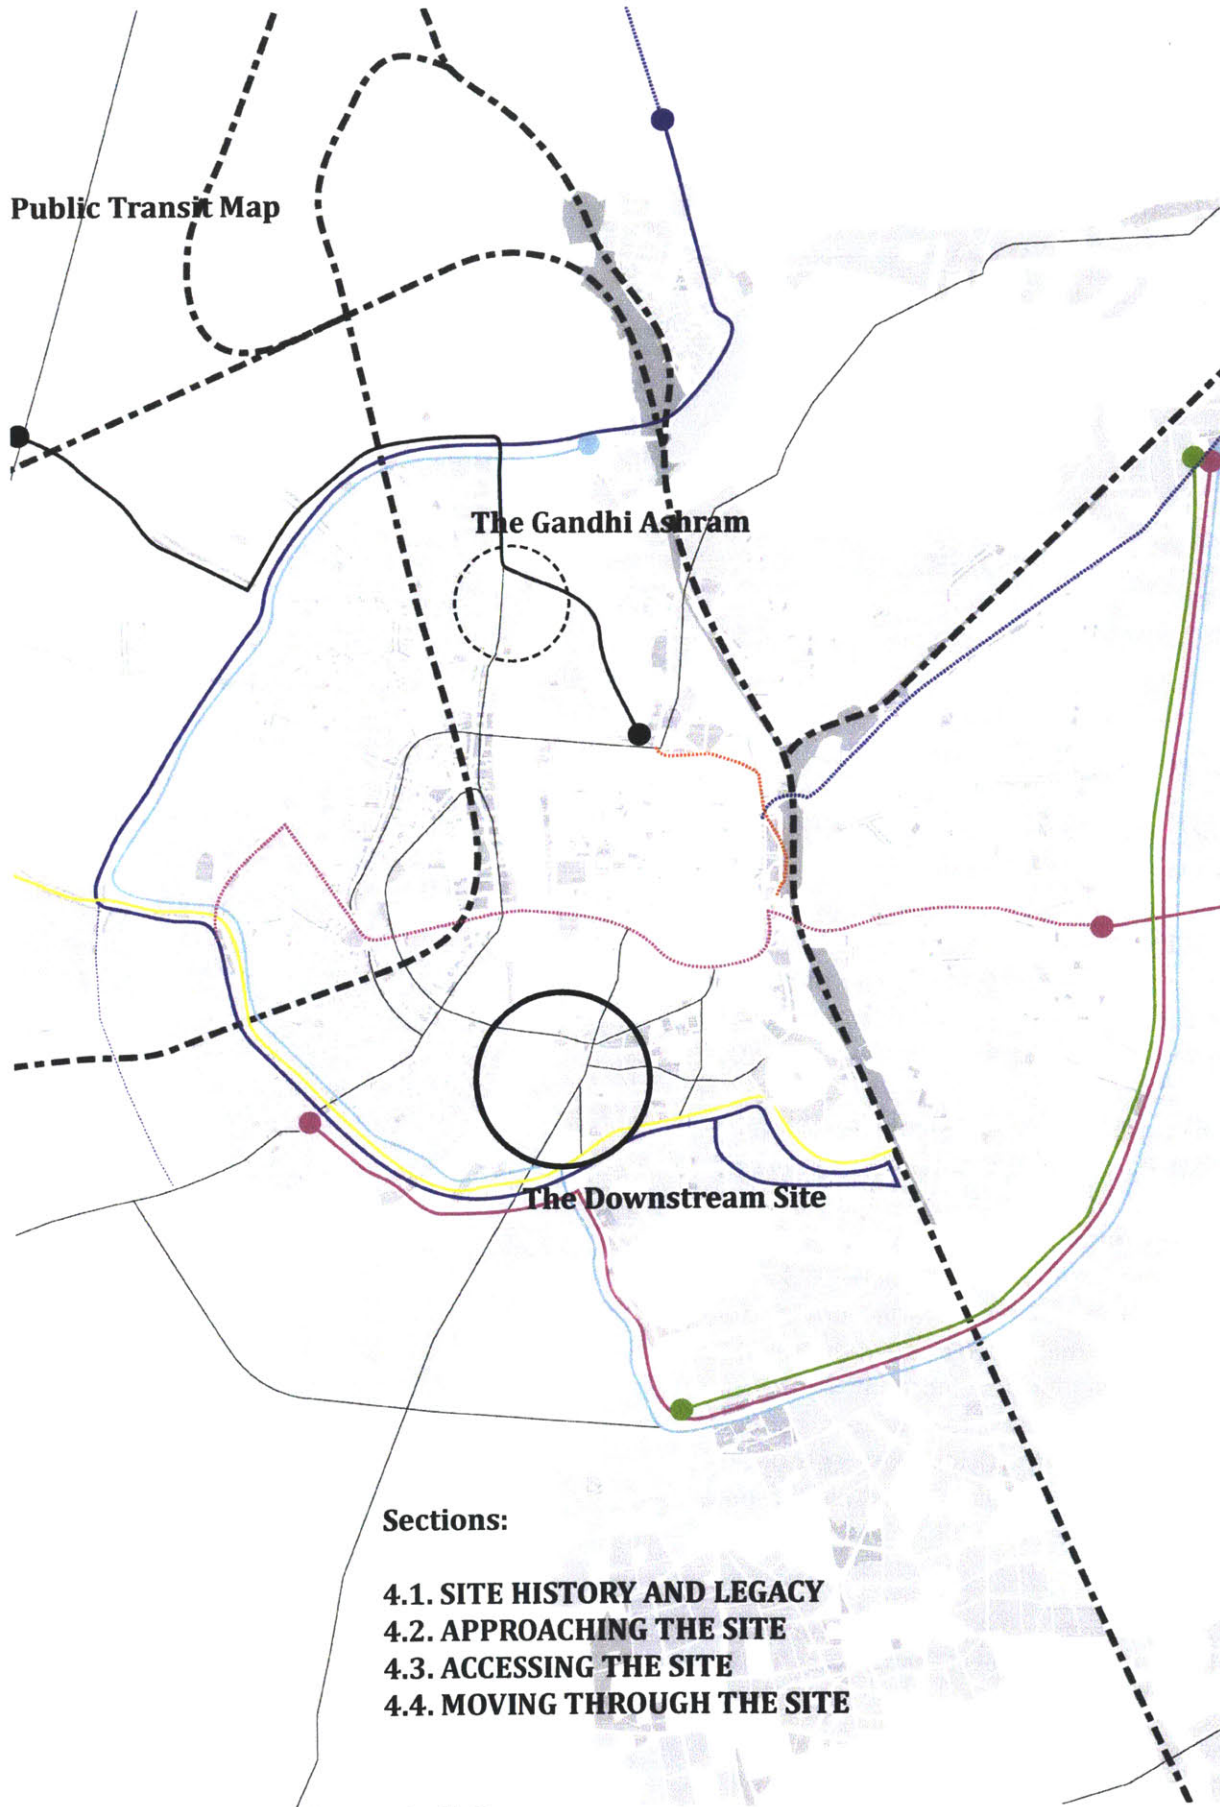 Public Transit Map
The Gandhi Ashram
The Downstream Site
Sections:
4.1. SITE HISTORY AND LEGACY
4.2. APPROACHING THE SITE
4.3. ACCESSING THE SITE
4.4. MOVING THROUGH THE SITE